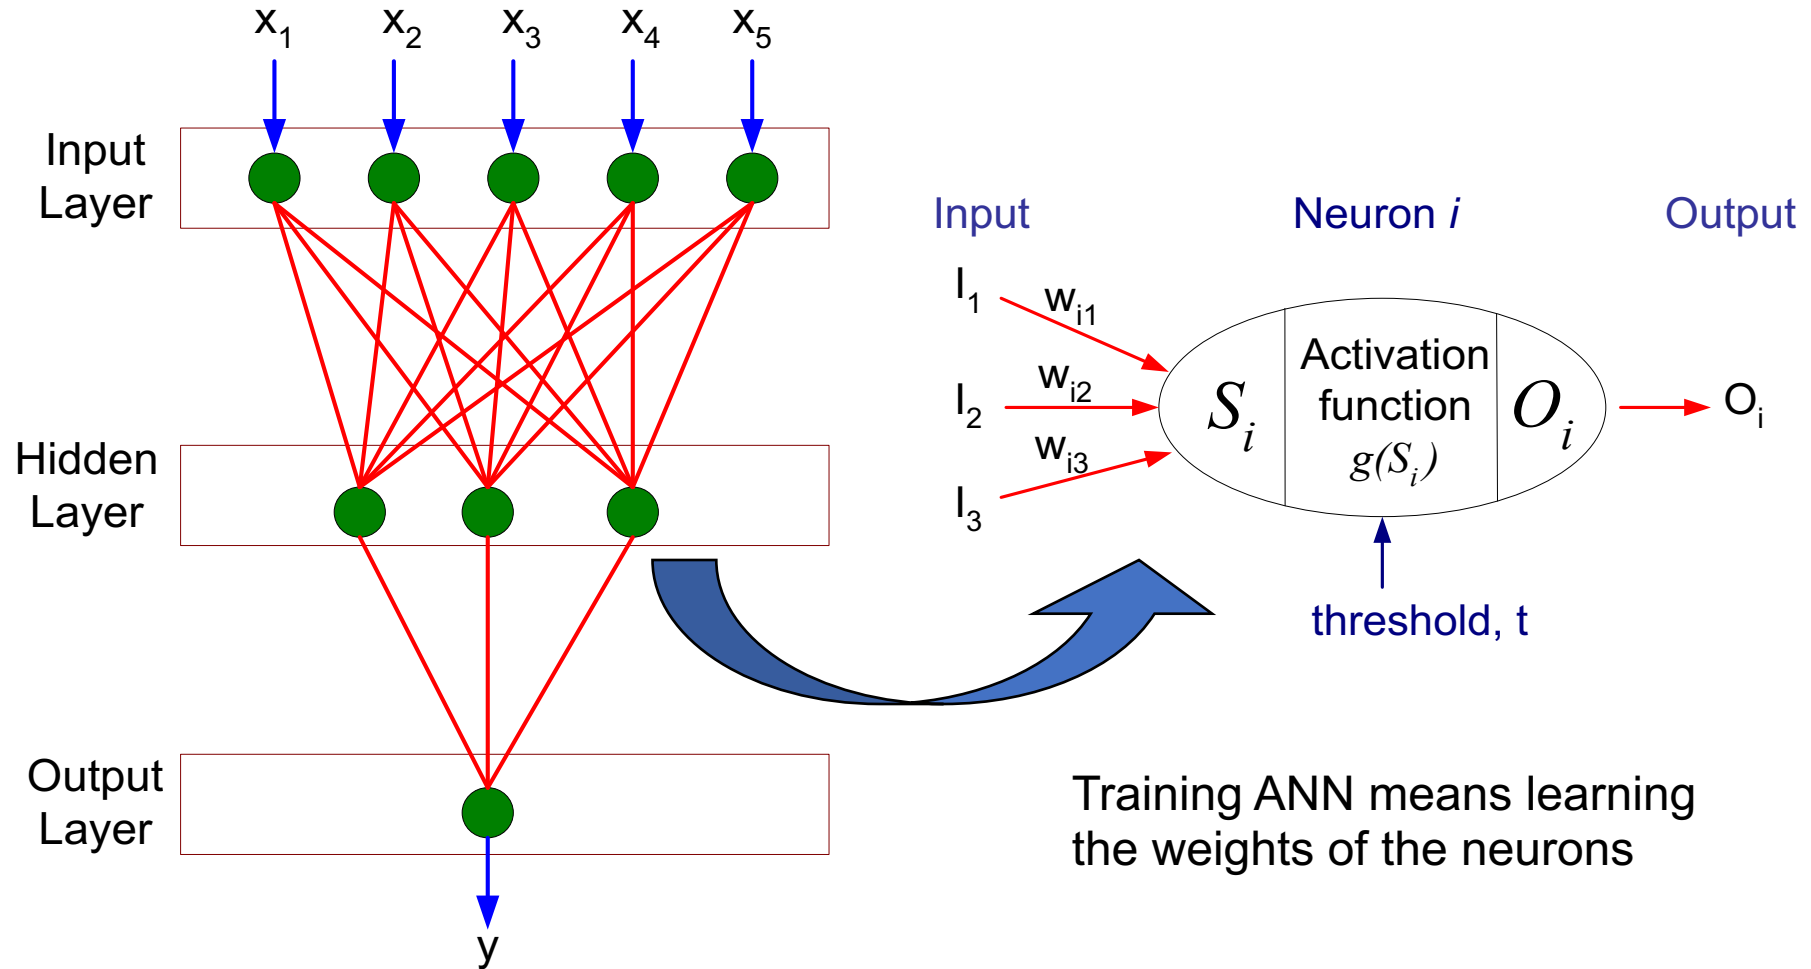 x1 x2 x3 x4 x5
Input
Layer
Hidden
Layer
Output
Layer
y
Input Neuron i Output
I1
wi1
I2
wi2
I3
wi3
Si
Activation
function
g(Si)
Oi
Oi
threshold, t
Training ANN means learning
the weights of the neurons